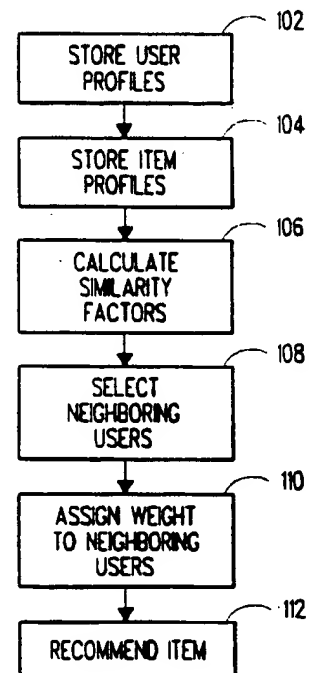 102
STORE USER
PROFILES
104
STORE ITEM
PROFILES
106
CALCULATE
SIMILARITY
FACTORS
108
SELECT
NEIGHBORING
USERS
110
ASSIGN WEIGHT
TO NEIGHBORING
USERS
112
RECOMMEND ITEM